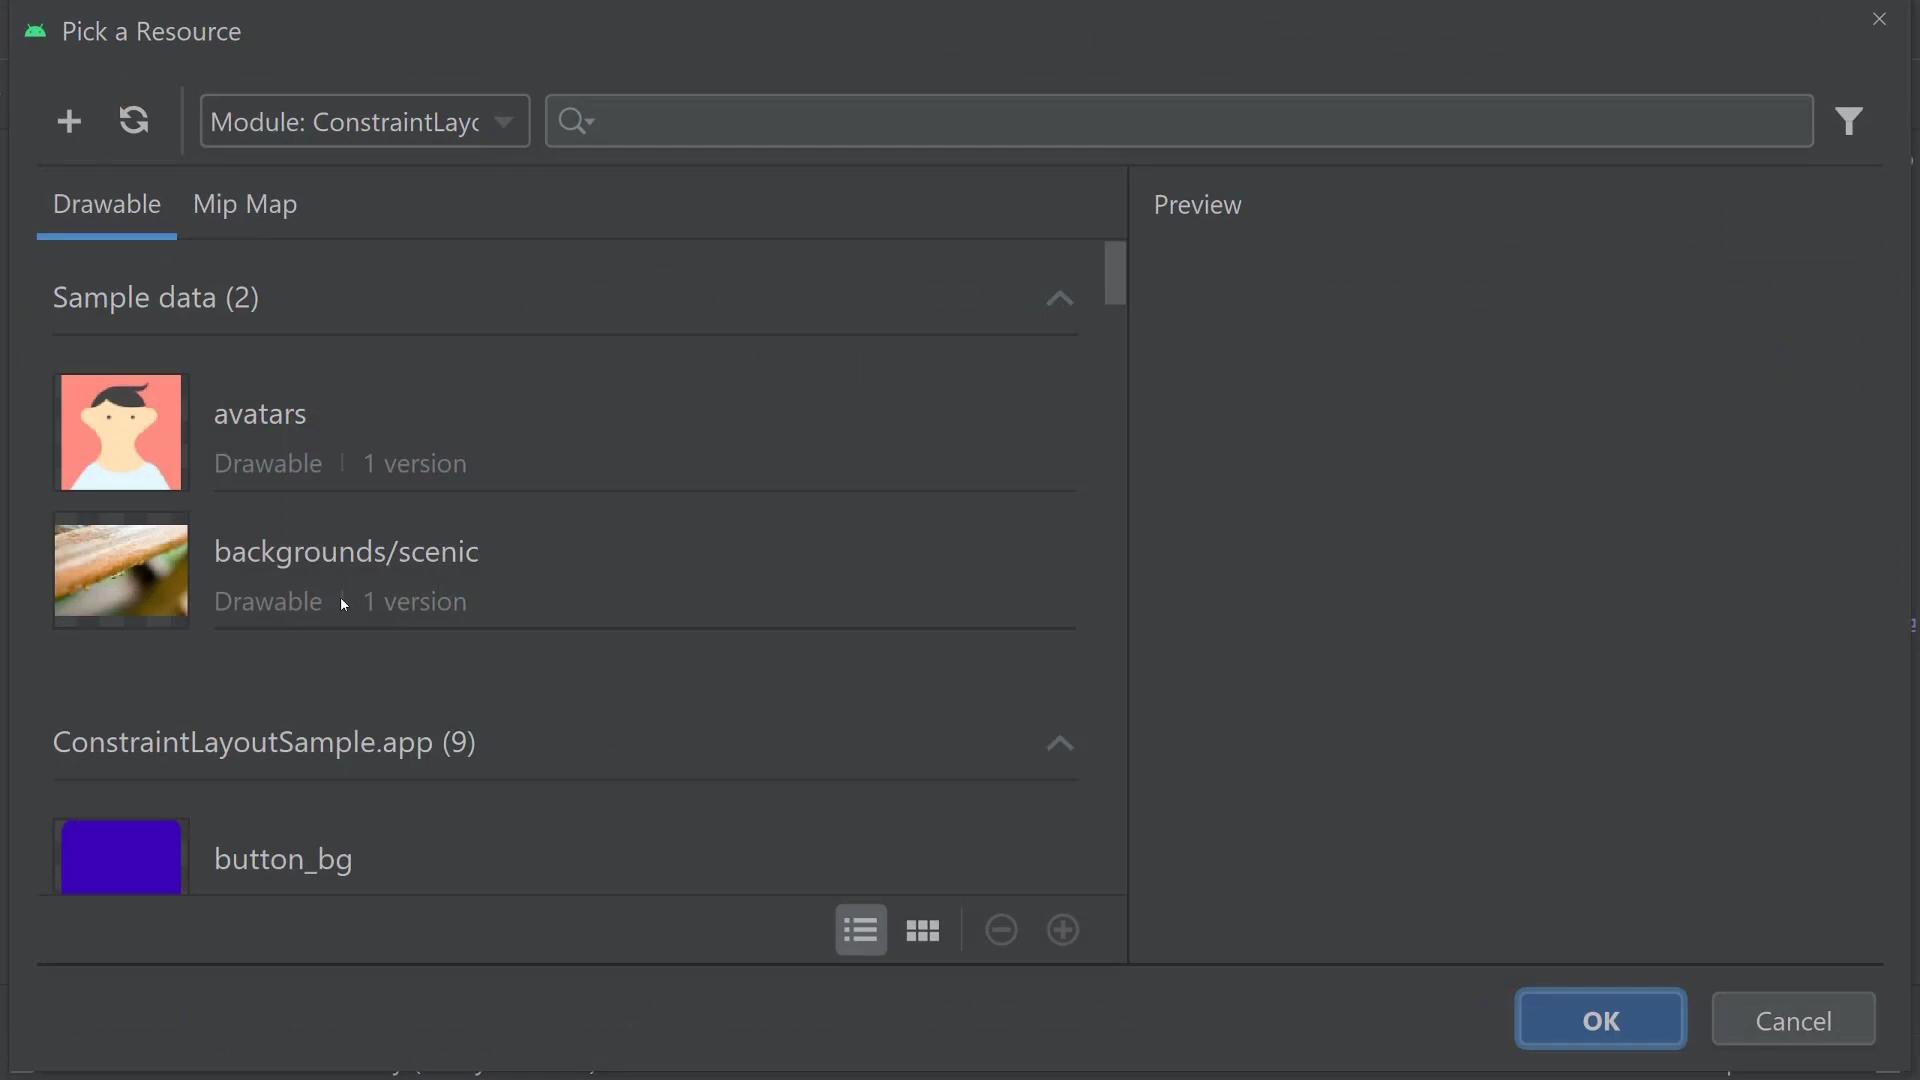 Pick a Resource
Module: ConstraintLayc
Drawable Mip Map
Preview
Sample data (2)
avatars
Drawable | 1 version
backgrounds/scenic
Drawable | 1 version
ConstraintLayoutSample.app (9)
button_bg
OK Cancel